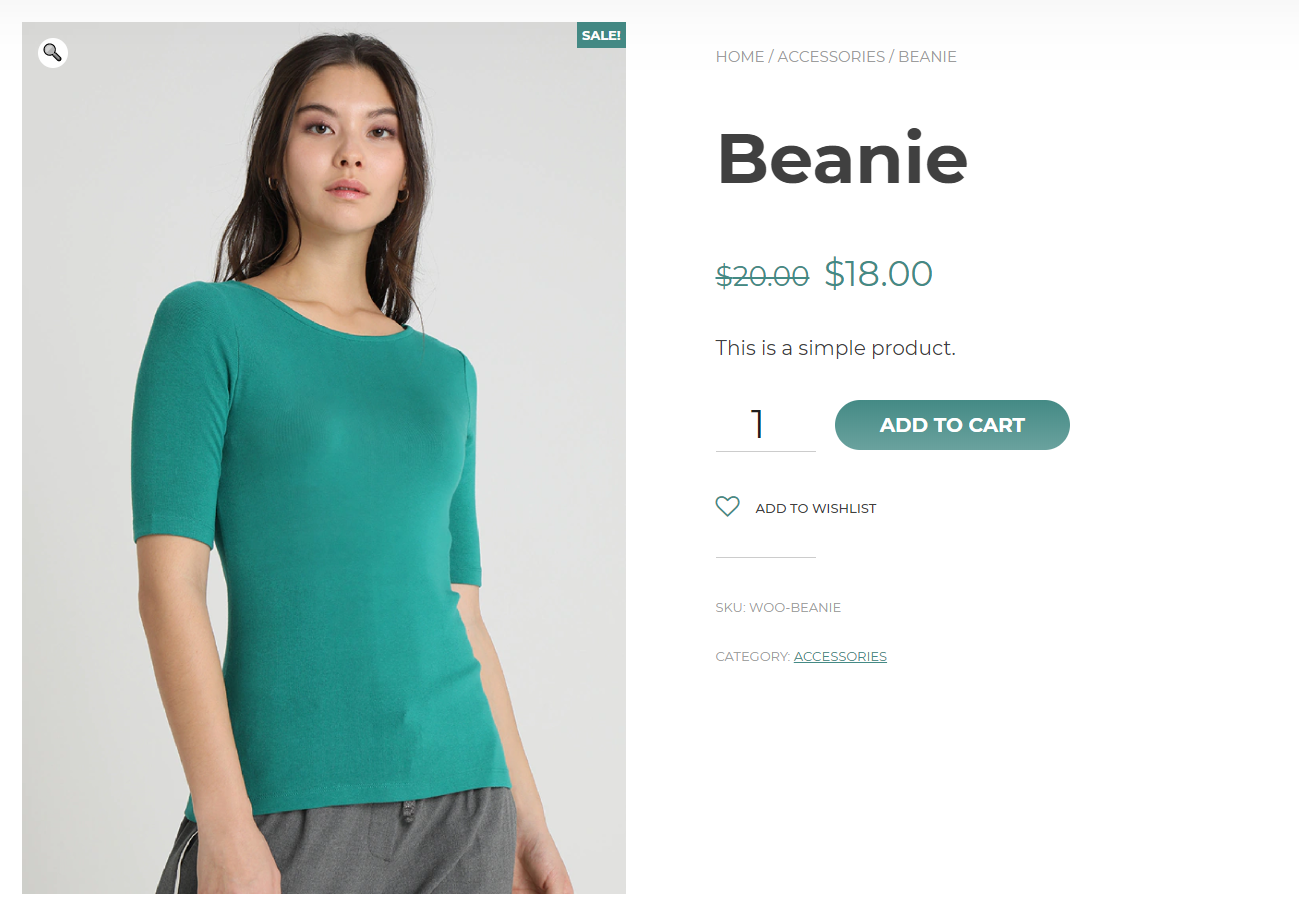 SALE!
HOME / ACCESSORIES / BEANIE
Beanie
$20.00 $18.00
This is a simple product.
1 ADD TO CART
ADD TO WISHLIST
SKU: WOO-BEANIE
CATEGORY: ACCESSORIES